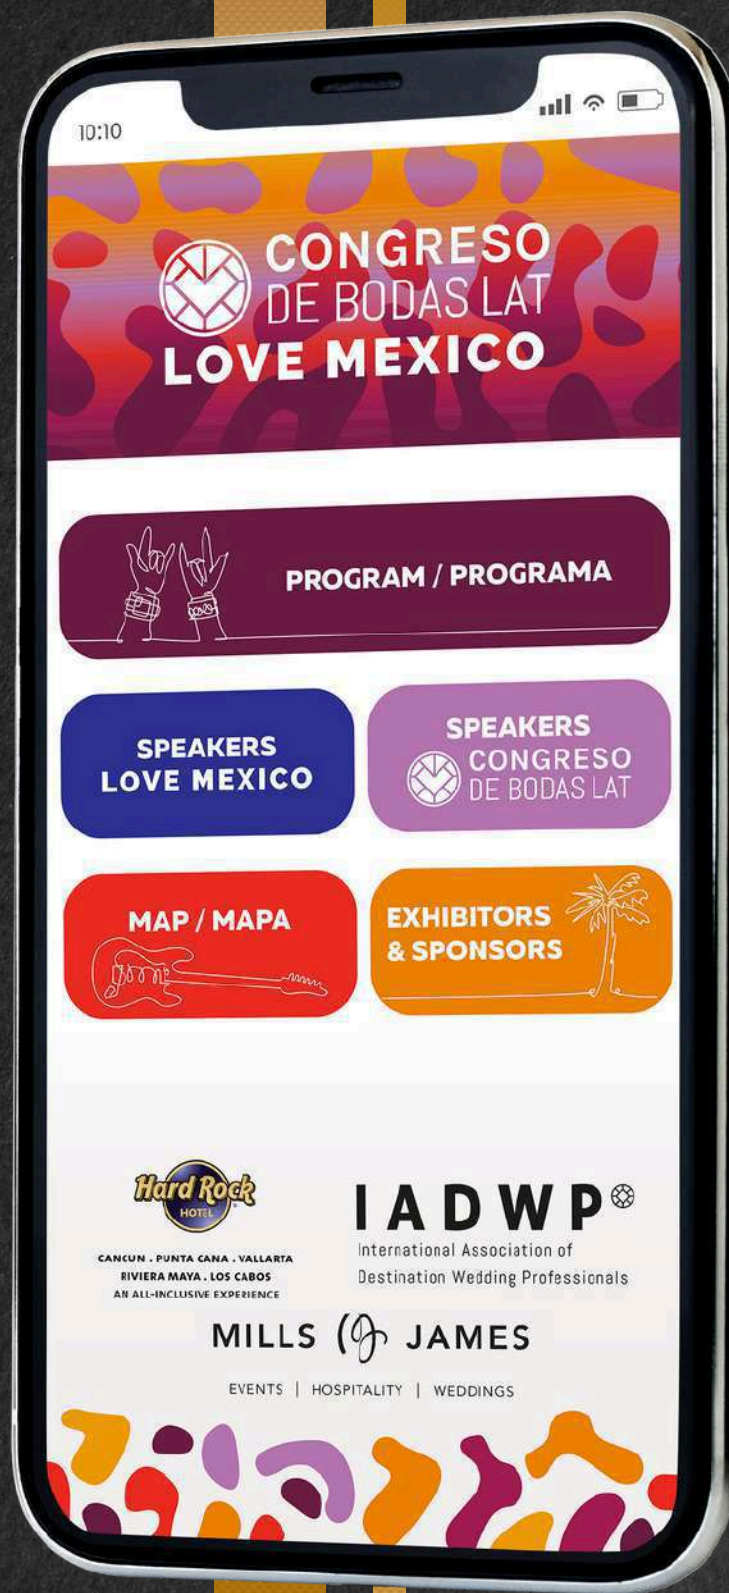 10:10
CONGRESO
DE BODAS LAT
LOVE MEXICO
PROGRAM / PROGRAMA
SPEAKERS
LOVE MEXICO
SPEAKERS
CONGRESO
DE BODAS LAT
MAP / MAPA
EXHIBITORS
& SPONSORS
Hard Rock
HOTEL
CANCUN . PUNTA CANA . VALLARTA
RIVIERA MAYA . LOS CABOS
AN ALL-INCLUSIVE EXPERIENCE
IADWP
International Association of
Destination Wedding Professionals
MILLS JAMES
EVENTS | HOSPITALITY | WEDDINGS